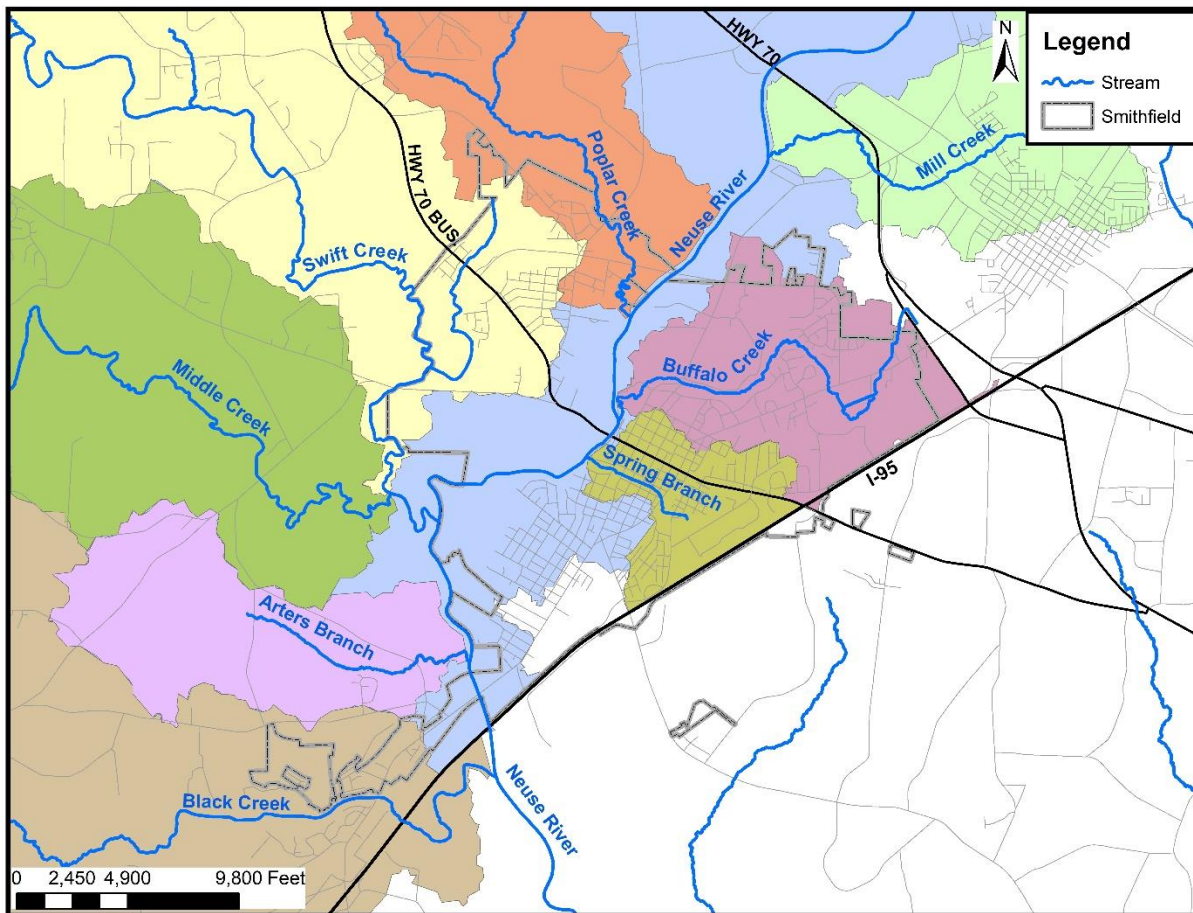 HWY 70
N
Legend
Stream
Smithfield
Mill Creek
Poplar Creek
Neuse River
HWY 70 BUS
Swift Creek
Buffalo Creek
Middle Creek
Spring Branch
I-95
Arters Branch
Black Creek
Neuse River
0 2,450 4,900 9,800 Feet